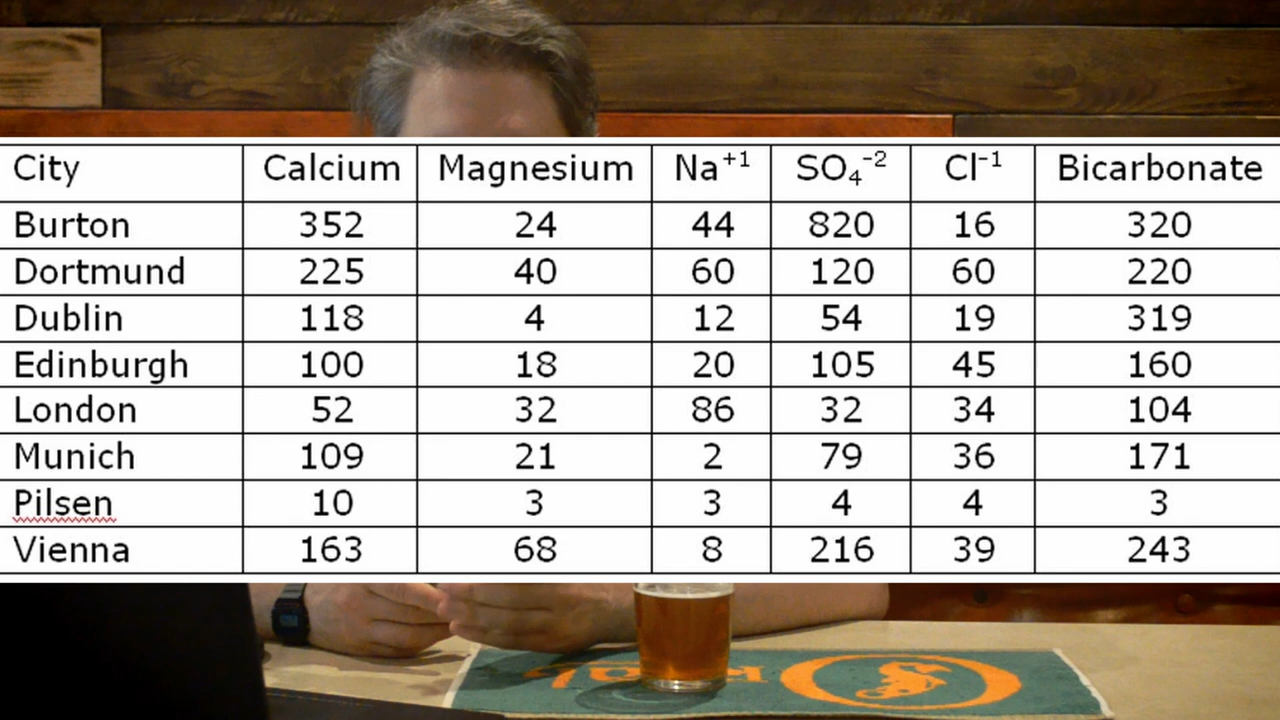 City Calcium Magnesium Na+1 SO4-2 Cl-1 Bicarbonate
Burton 352 24 44 820 16 320
Dortmund 225 40 60 120 60 220
Dublin 118 4 12 54 19 319
Edinburgh 100 18 20 105 45 160
London 52 32 86 32 34 104
Munich 109 21 2 79 36 171
Pilsen 10 3 3 4 4 3
Vienna 163 68 8 216 39 243